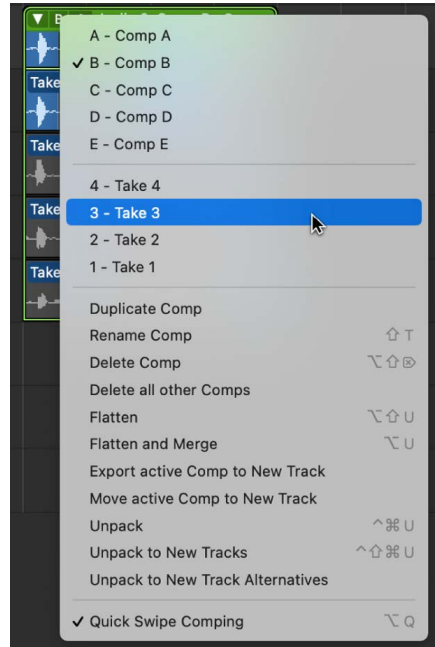 A - Comp A
✓ B - Comp B
C - Comp C
D - Comp D
E - Comp E
Take
4 - Take 4
Take
3 - Take 3
Take
2 - Take 2
Take
1 - Take 1
Duplicate Comp
Rename Comp ⇧ T
Delete Comp ⌥⇧⌦
Delete all other Comps
Flatten ⌥⇧ U
Flatten and Merge ⌥ U
Export active Comp to New Track
Move active Comp to New Track
Unpack ^⌘ U
Unpack to New Tracks ^⇧⌘ U
Unpack to New Track Alternatives
✓ Quick Swipe Comping ⌥ Q